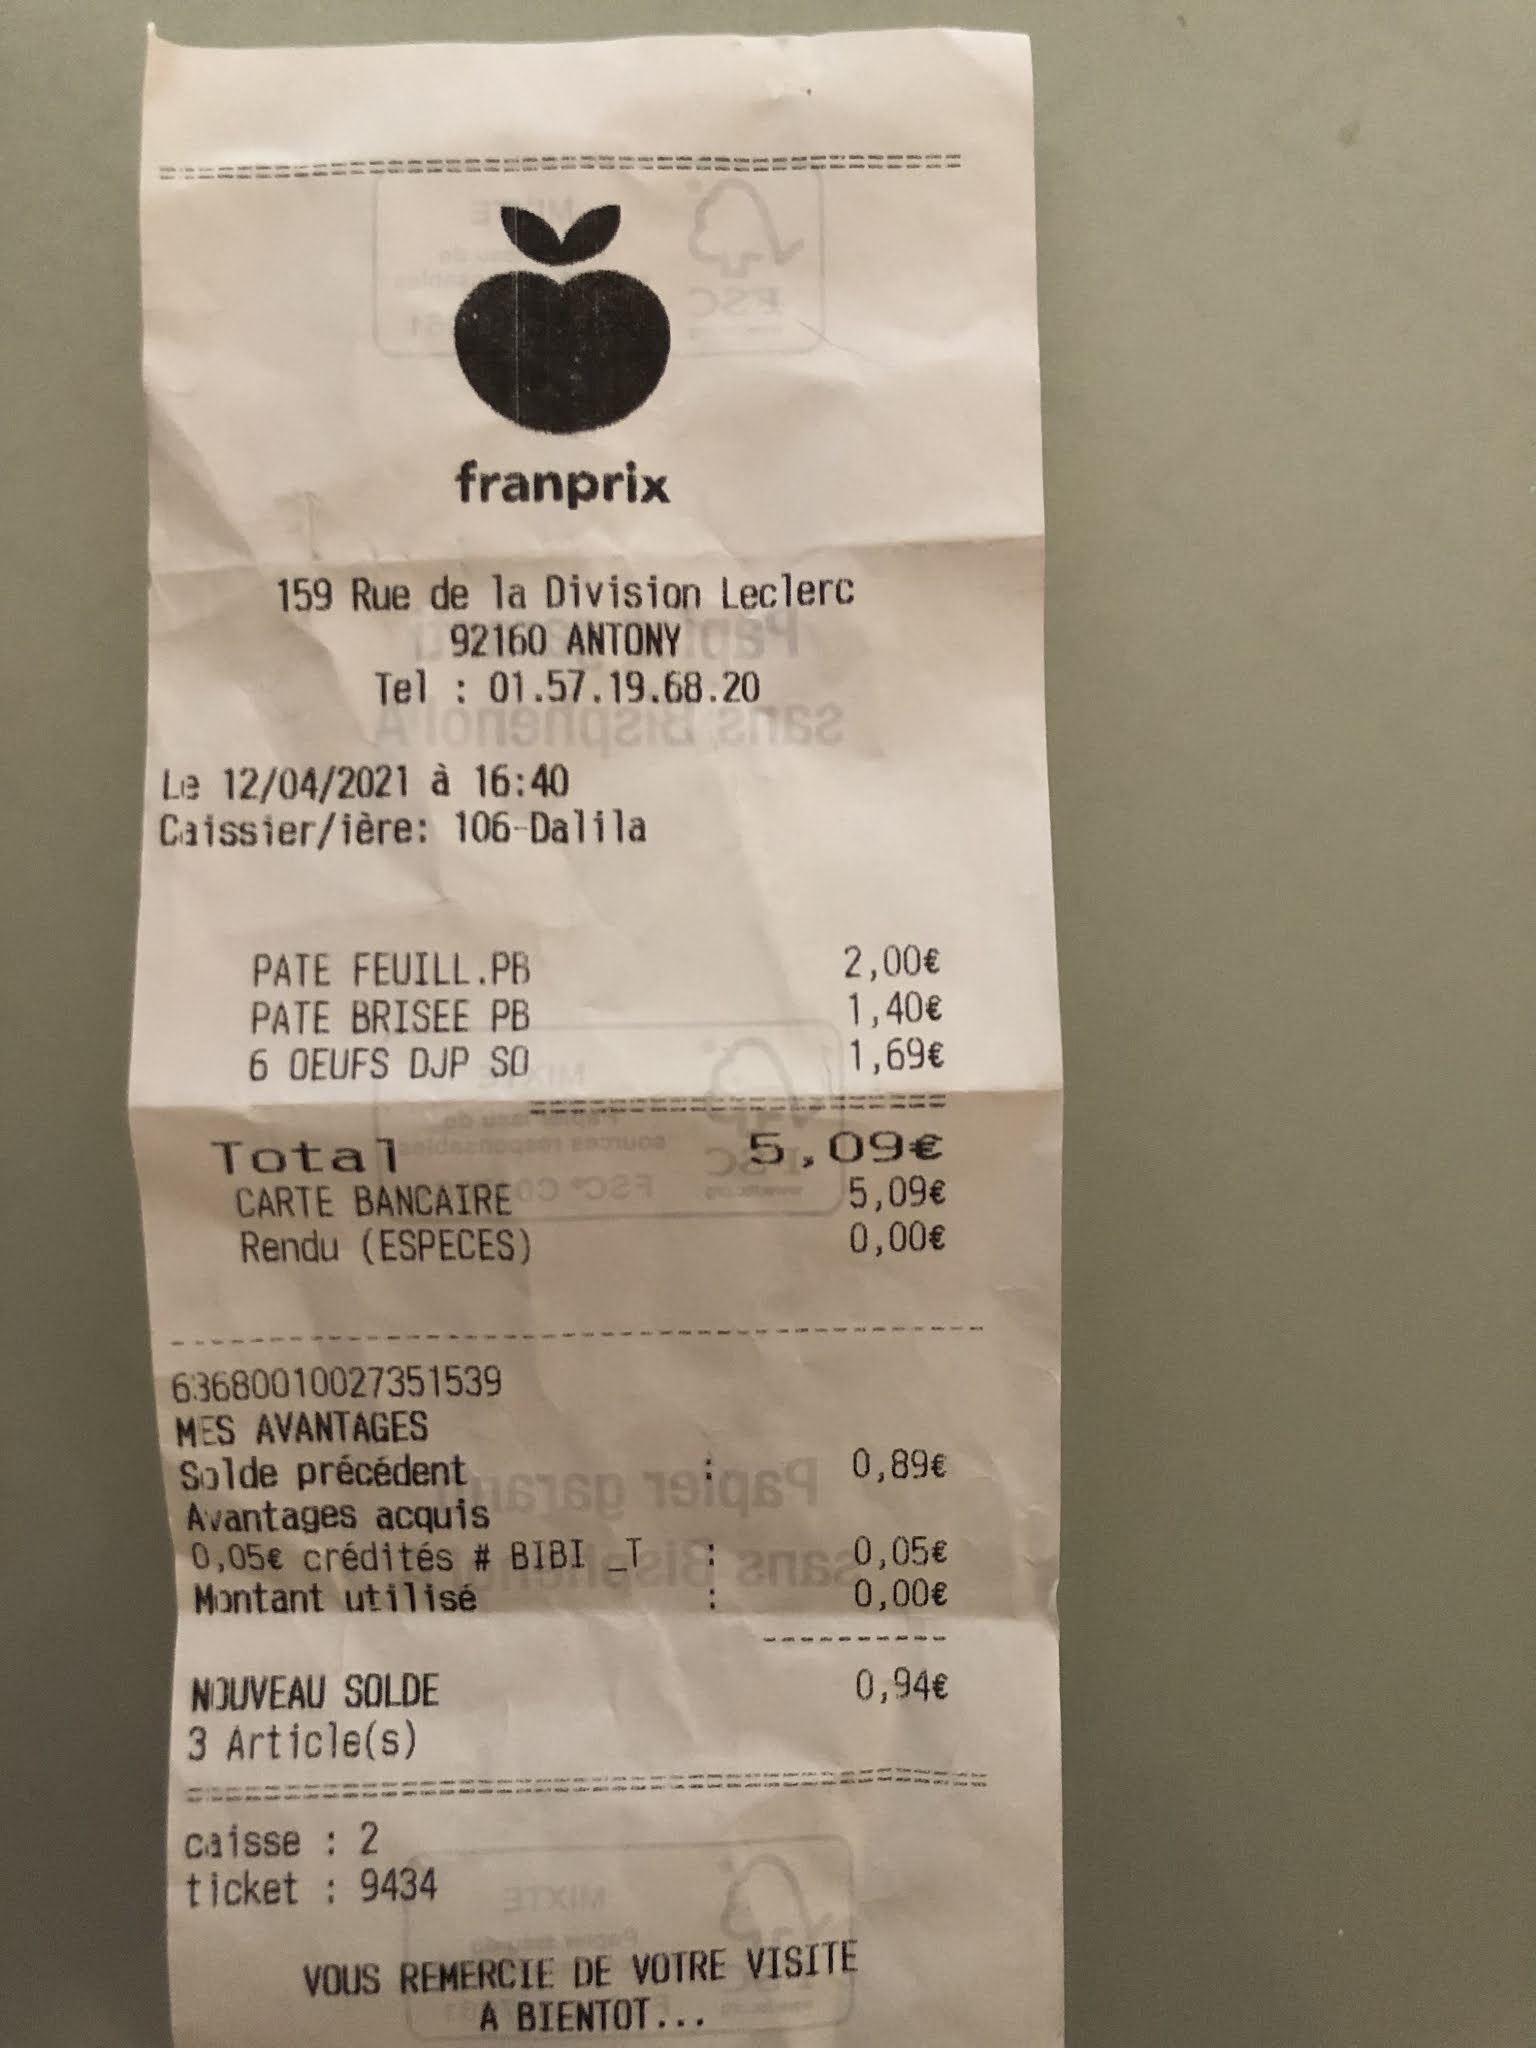 franprix
159 Rue de la Division Leclerc
92160 ANTONY
Tel : 01.57.19.68.20
Le 12/04/2021 à 16:40
Caissier/ière: 106-Dalila
PATE FEUILL.PB 2,00€
PATE BRISEE PB 1,40€
6 OEUFS DJP SO 1,69€
Total 5,09€
CARTE BANCAIRE 5,09€
Rendu (ESPECES) 0,00€
63680010027351539
MES AVANTAGES
Solde précédent : 0,89€
Avantages acquis
0,05€ crédités # BIBI _T : 0,05€
Montant utilisé : 0,00€
NOUVEAU SOLDE 0,94€
3 Article(s)
caisse : 2
ticket : 9434
VOUS REMERCIE DE VOTRE VISITE
A BIENTOT...